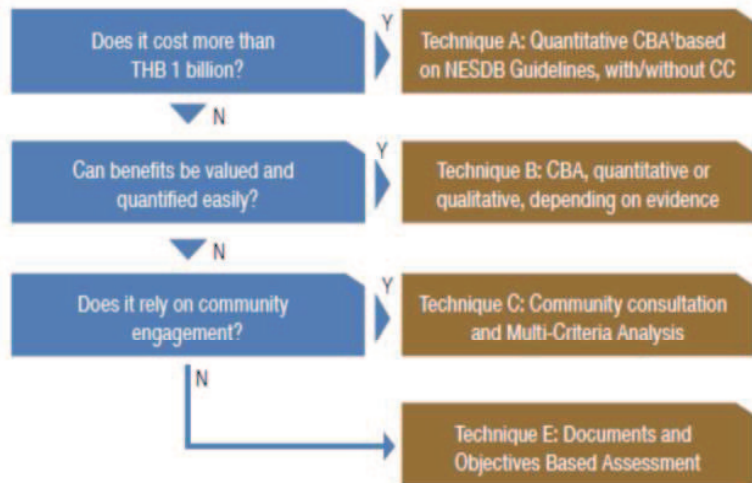 Does it cost more than
THB 1 billion?
Y
Technique A: Quantitative CBA¹based
on NESDB Guidelines, with/without CC
N
Can benefits be valued and
quantified easily?
Y
Technique B: CBA, quantitative or
qualitative, depending on evidence
N
Does it rely on community
engagement?
Y
Technique C: Community consultation
and Multi-Criteria Analysis
N
Technique E: Documents and
Objectives Based Assessment